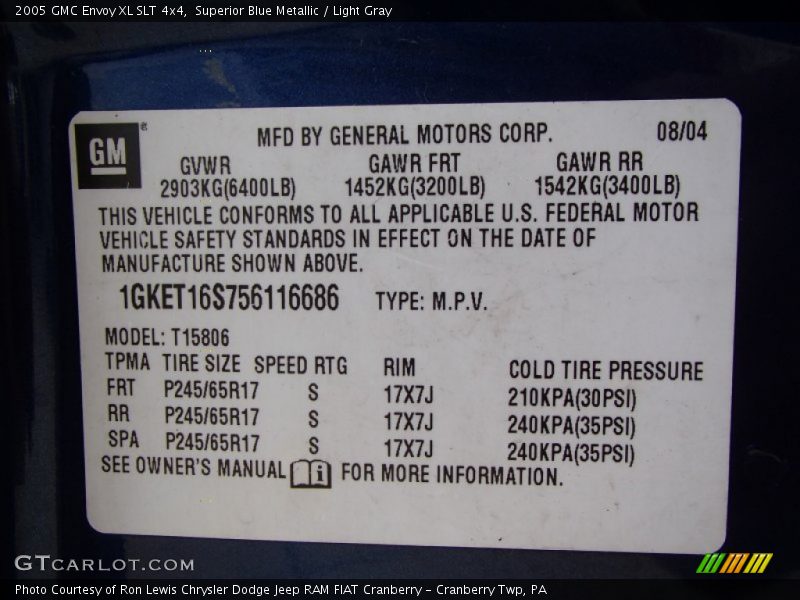 2005 GMC Envoy XL SLT 4x4, Superior Blue Metallic / Light Gray
GM ®
MFD BY GENERAL MOTORS CORP. 08/04
GVWR GAWR FRT GAWR RR
2903KG(6400LB) 1452KG(3200LB) 1542KG(3400LB)
THIS VEHICLE CONFORMS TO ALL APPLICABLE U.S. FEDERAL MOTOR
VEHICLE SAFETY STANDARDS IN EFFECT ON THE DATE OF
MANUFACTURE SHOWN ABOVE.
1GKET16S756116686 TYPE: M.P.V.
MODEL: T15806
TPMA TIRE SIZE SPEED RTG RIM COLD TIRE PRESSURE
FRT P245/65R17 S 17X7J 210KPA(30PSI)
RR P245/65R17 S 17X7J 240KPA(35PSI)
SPA P245/65R17 S 17X7J 240KPA(35PSI)
SEE OWNER'S MANUAL i FOR MORE INFORMATION.
GTCARLOT.COM
Photo Courtesy of Ron Lewis Chrysler Dodge Jeep RAM FIAT Cranberry - Cranberry Twp, PA